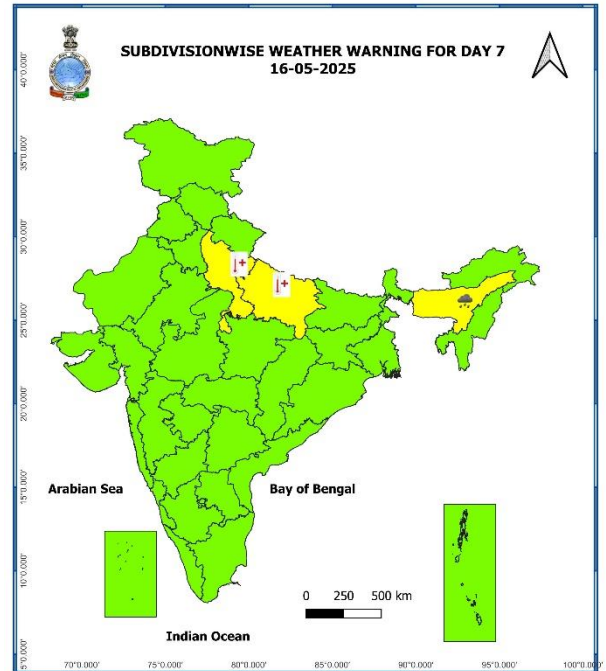 SUBDIVISIONWISE WEATHER WARNING FOR DAY 7
16-05-2025
40°0.000'
35°0.000'
30°0.000'
25°0.000'
20°0.000'
15°0.000'
10°0.000'
5°0.000'
Arabian Sea
Bay of Bengal
0 250 500 km
Indian Ocean
70°0.000' 75°0.000' 80°0.000' 85°0.000' 90°0.000' 95°0.000' 100°0.000'